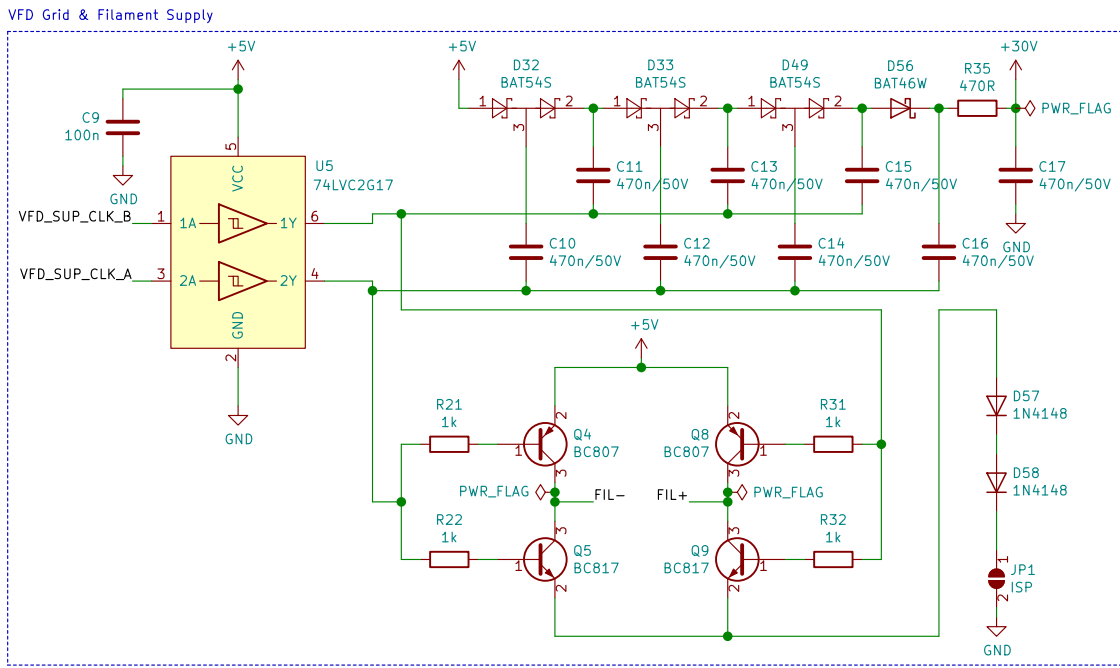 VFD Grid & Filament Supply
+5V
+5V
+30V
D32
BAT54S
D33
BAT54S
D49
BAT54S
D56
BAT46W
R35
470R
1
2
3
1
2
3
1
2
3
PWR_FLAG
C9
100n
GND
5
VCC
U5
74LVC2G17
C11
470n/50V
C13
470n/50V
C15
470n/50V
C17
470n/50V
GND
VFD_SUP_CLK_B
1
1A
1Y
6
VFD_SUP_CLK_A
3
2A
2Y
4
GND
2
GND
C10
470n/50V
C12
470n/50V
C14
470n/50V
C16
470n/50V
+5V
R21
1k
1
2
Q4
BC807
3
R31
1k
1
2
Q8
BC807
3
PWR_FLAG
FIL-
FIL+
PWR_FLAG
R22
1k
1
3
Q5
BC817
2
R32
1k
1
3
Q9
BC817
2
D57
1N4148
D58
1N4148
1
JP1
ISP
2
GND